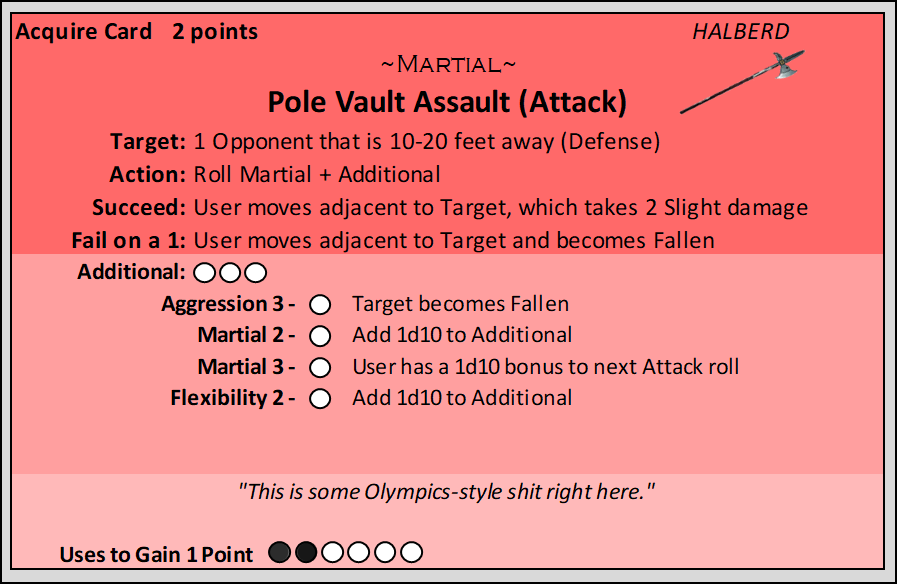 Acquire Card 2 points HALBERD
~MARTIAL~
Pole Vault Assault (Attack)
Target: 1 Opponent that is 10-20 feet away (Defense)
Action: Roll Martial + Additional
Succeed: User moves adjacent to Target, which takes 2 Slight damage
Fail on a 1: User moves adjacent to Target and becomes Fallen
Additional:
Aggression 3 - Target becomes Fallen
Martial 2 - Add 1d10 to Additional
Martial 3 - User has a 1d10 bonus to next Attack roll
Flexibility 2 - Add 1d10 to Additional
"This is some Olympics-style shit right here."
Uses to Gain 1 Point